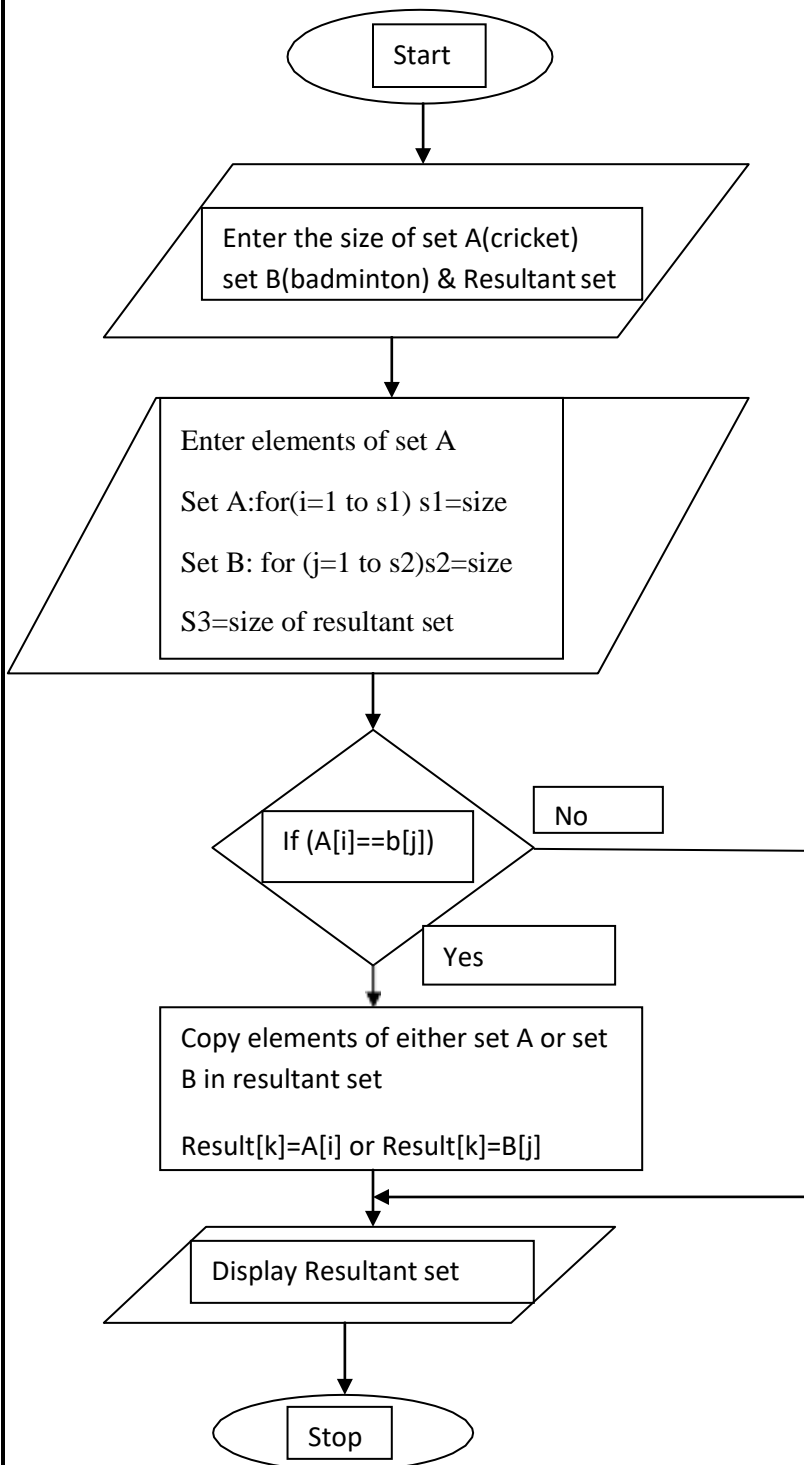 Start
Enter the size of set A(cricket)
set B(badminton) & Resultant set
Enter elements of set A
Set A:for(i=1 to s1) s1=size
Set B: for (j=1 to s2)s2=size
S3=size of resultant set
If (A[i]==b[j])
No
Yes
Copy elements of either set A or set
B in resultant set
Result[k]=A[i] or Result[k]=B[j]
Display Resultant set
Stop